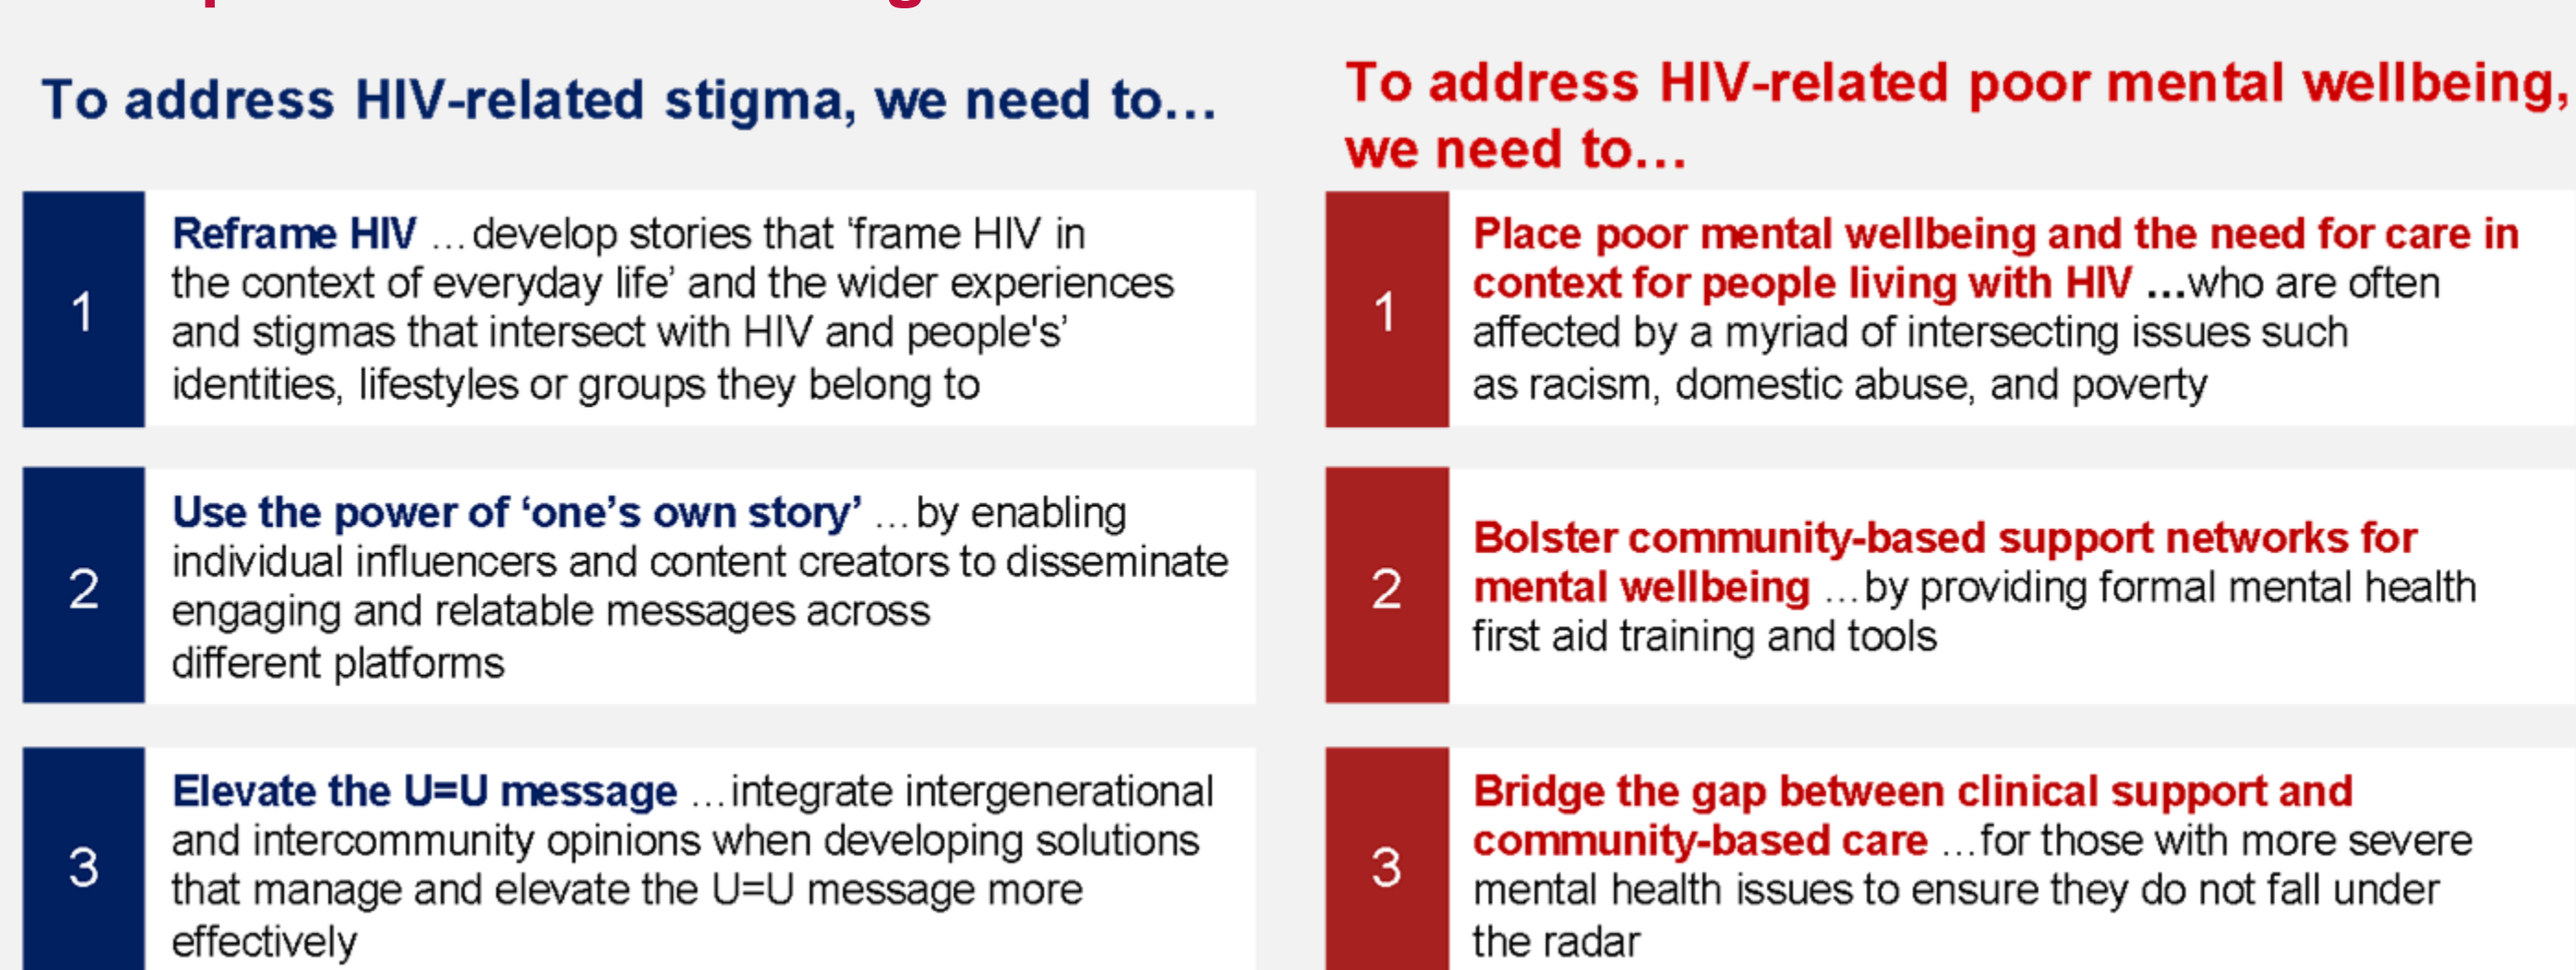 To address HIV-related stigma, we need to...
1
Reframe HIV ...develop stories that 'frame HIV in
the context of everyday life' and the wider experiences
and stigmas that intersect with HIV and people's'
identities, lifestyles or groups they belong to
2
Use the power of 'one's own story' ...by enabling
individual influencers and content creators to disseminate
engaging and relatable messages across
different platforms
3
Elevate the U=U message ...integrate intergenerational
and intercommunity opinions when developing solutions
that manage and elevate the U=U message more
effectively
To address HIV-related poor mental wellbeing,
we need to...
1
Place poor mental wellbeing and the need for care in
context for people living with HIV ...who are often
affected by a myriad of intersecting issues such
as racism, domestic abuse, and poverty
2
Bolster community-based support networks for
mental wellbeing ...by providing formal mental health
first aid training and tools
3
Bridge the gap between clinical support and
community-based care ...for those with more severe
mental health issues to ensure they do not fall under
the radar